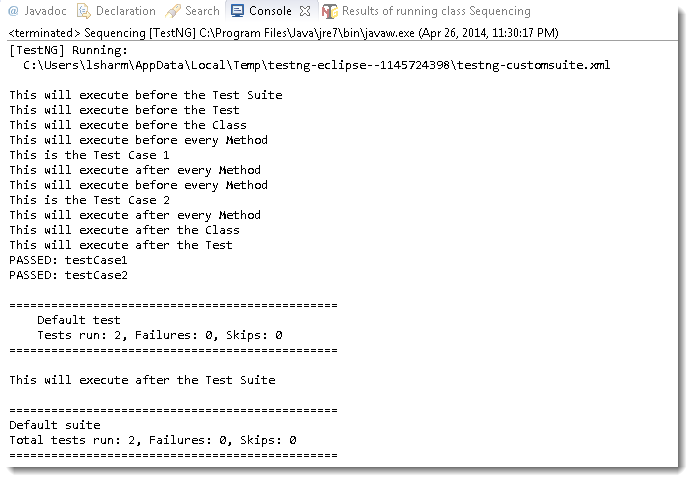 @ Javadoc Declaration Search Console Results of running class Sequencing
<terminated> Sequencing [TestNG] C:\Program Files\Java\jre7\bin\javaw.exe (Apr 26, 2014, 11:30:17 PM)
[TestNG] Running:
  C:\Users\lsharm\AppData\Local\Temp\testng-eclipse--1145724398\testng-customsuite.xml

This will execute before the Test Suite
This will execute before the Test
This will execute before the Class
This will execute before every Method
This is the Test Case 1
This will execute after every Method
This will execute before every Method
This is the Test Case 2
This will execute after every Method
This will execute after the Class
This will execute after the Test
PASSED: testCase1
PASSED: testCase2

===============================================
    Default test
    Tests run: 2, Failures: 0, Skips: 0
===============================================

This will execute after the Test Suite

===============================================
Default suite
Total tests run: 2, Failures: 0, Skips: 0
===============================================